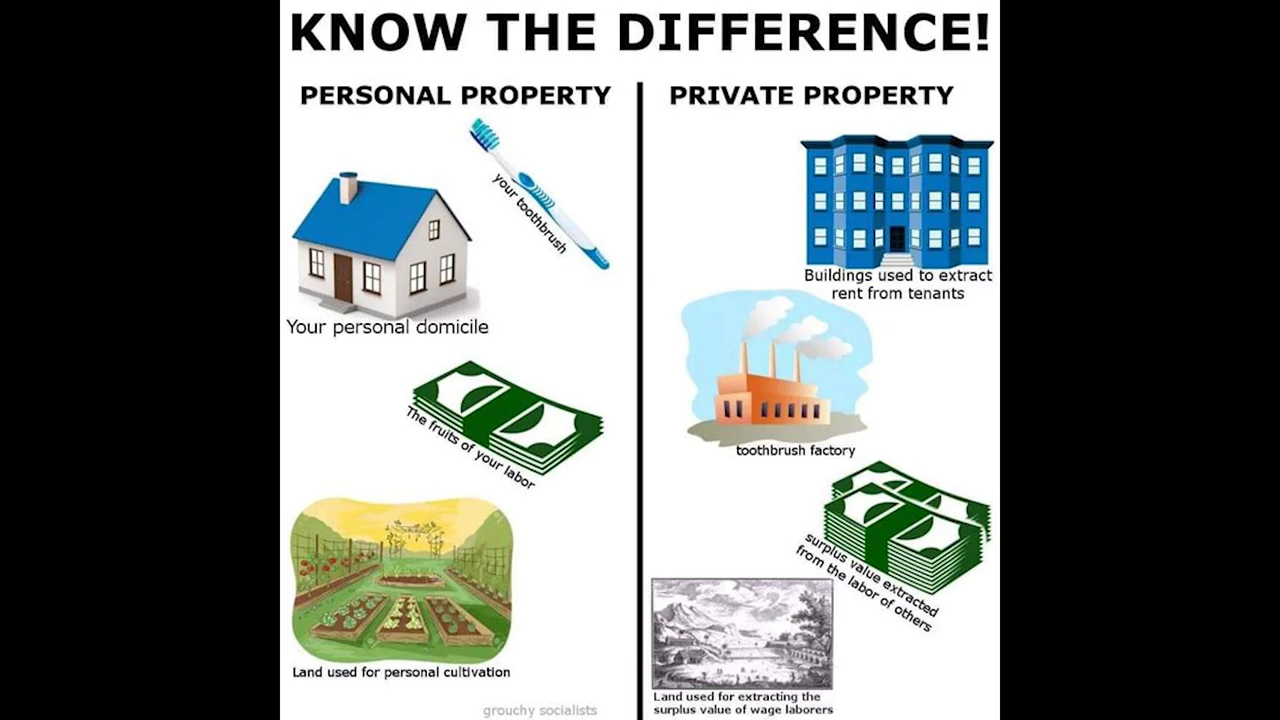 KNOW THE DIFFERENCE!
PERSONAL PROPERTY
your toothbrush
Your personal domicile
The fruits of your labor
Land used for personal cultivation
grouchy socialists
PRIVATE PROPERTY
Buildings used to extract
rent from tenants
toothbrush factory
surplus value extracted
from the labor of others
Land used for extracting the
surplus value of wage laborers